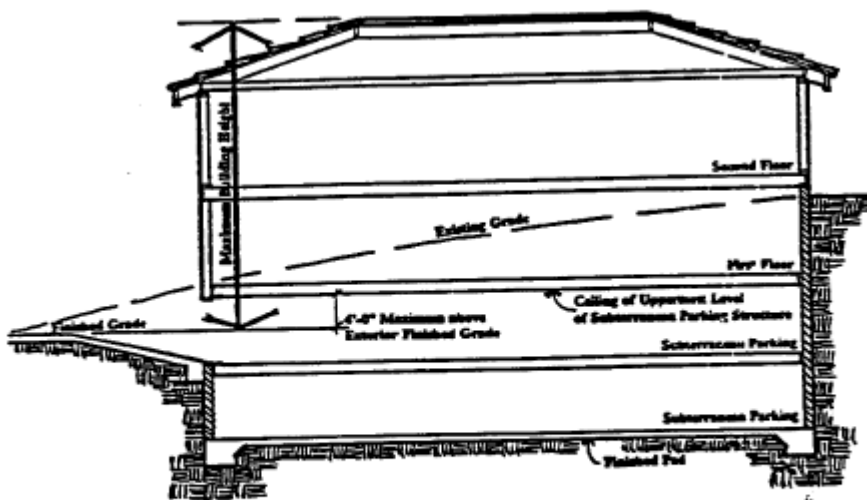 Maximum Building Height
Second Floor
Existing Grade
First Floor
Ceiling of Uppermost Level
of Subterranean Parking Structure
Finished Grade
4'-0" Maximum above
Exterior Finished Grade
Subterranean Parking
Subterranean Parking
Finished Pad